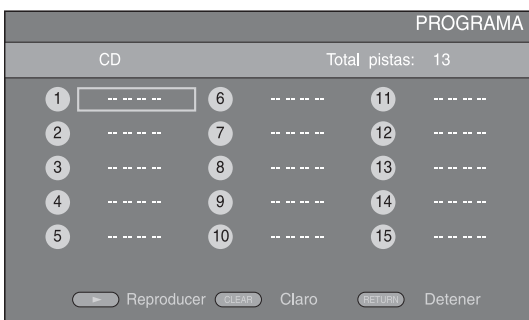 PROGRAMA
CD Total pistas: 13
1 -- -- -- -- 6 -- -- -- -- 11 -- -- -- --
2 -- -- -- -- 7 -- -- -- -- 12 -- -- -- --
3 -- -- -- -- 8 -- -- -- -- 13 -- -- -- --
4 -- -- -- -- 9 -- -- -- -- 14 -- -- -- --
5 -- -- -- -- 10 -- -- -- -- 15 -- -- -- --
Reproducer CLEAR Claro RETURN Detener